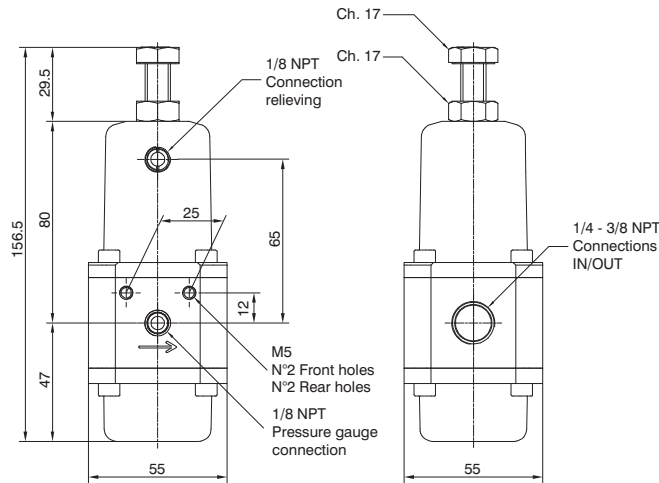 Ch. 17
Ch. 17
1/8 NPT
Connection
relieving
29.5
80
156.5
47
25
65
12
1/4 - 3/8 NPT
Connections
IN/OUT
M5
N°2 Front holes
N°2 Rear holes
1/8 NPT
Pressure gauge
connection
55
55